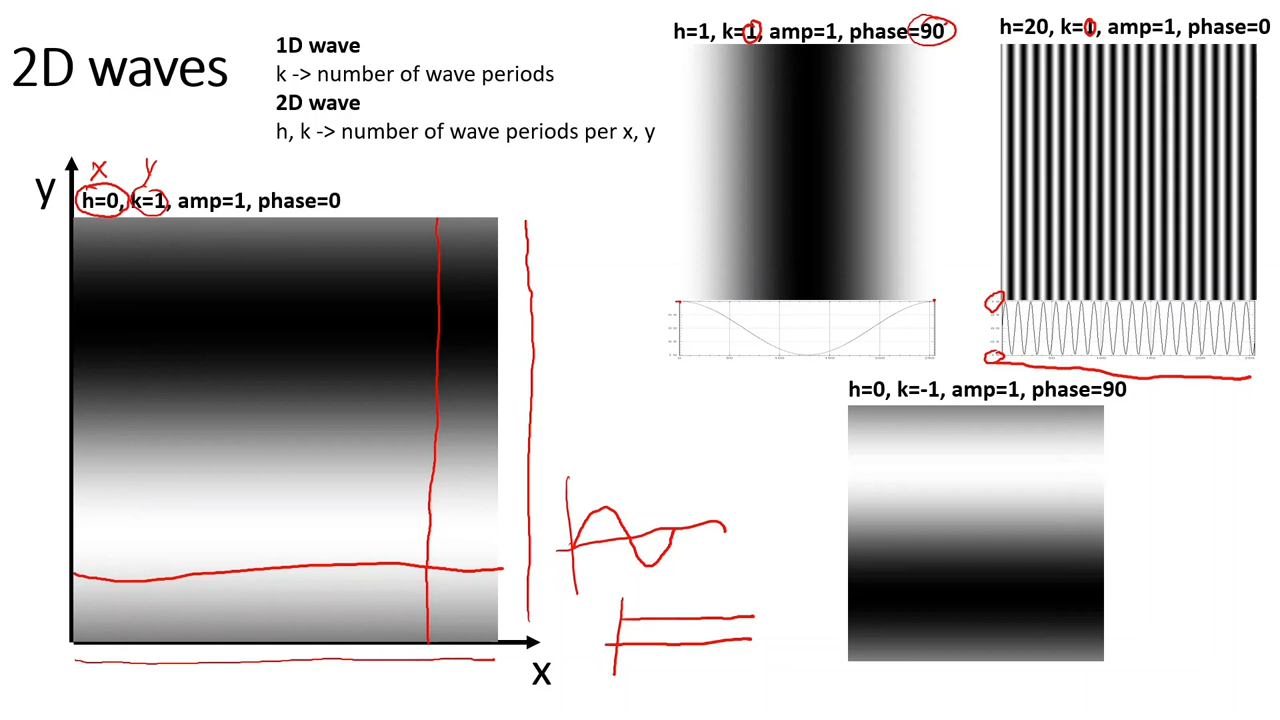 2D waves
1D wave
k -> number of wave periods
2D wave
h, k -> number of wave periods per x, y
y
x y
h=0, k=1, amp=1, phase=0
x
h=1, k=1, amp=1, phase=90
h=20, k=1, amp=1, phase=0
h=0, k=-1, amp=1, phase=90